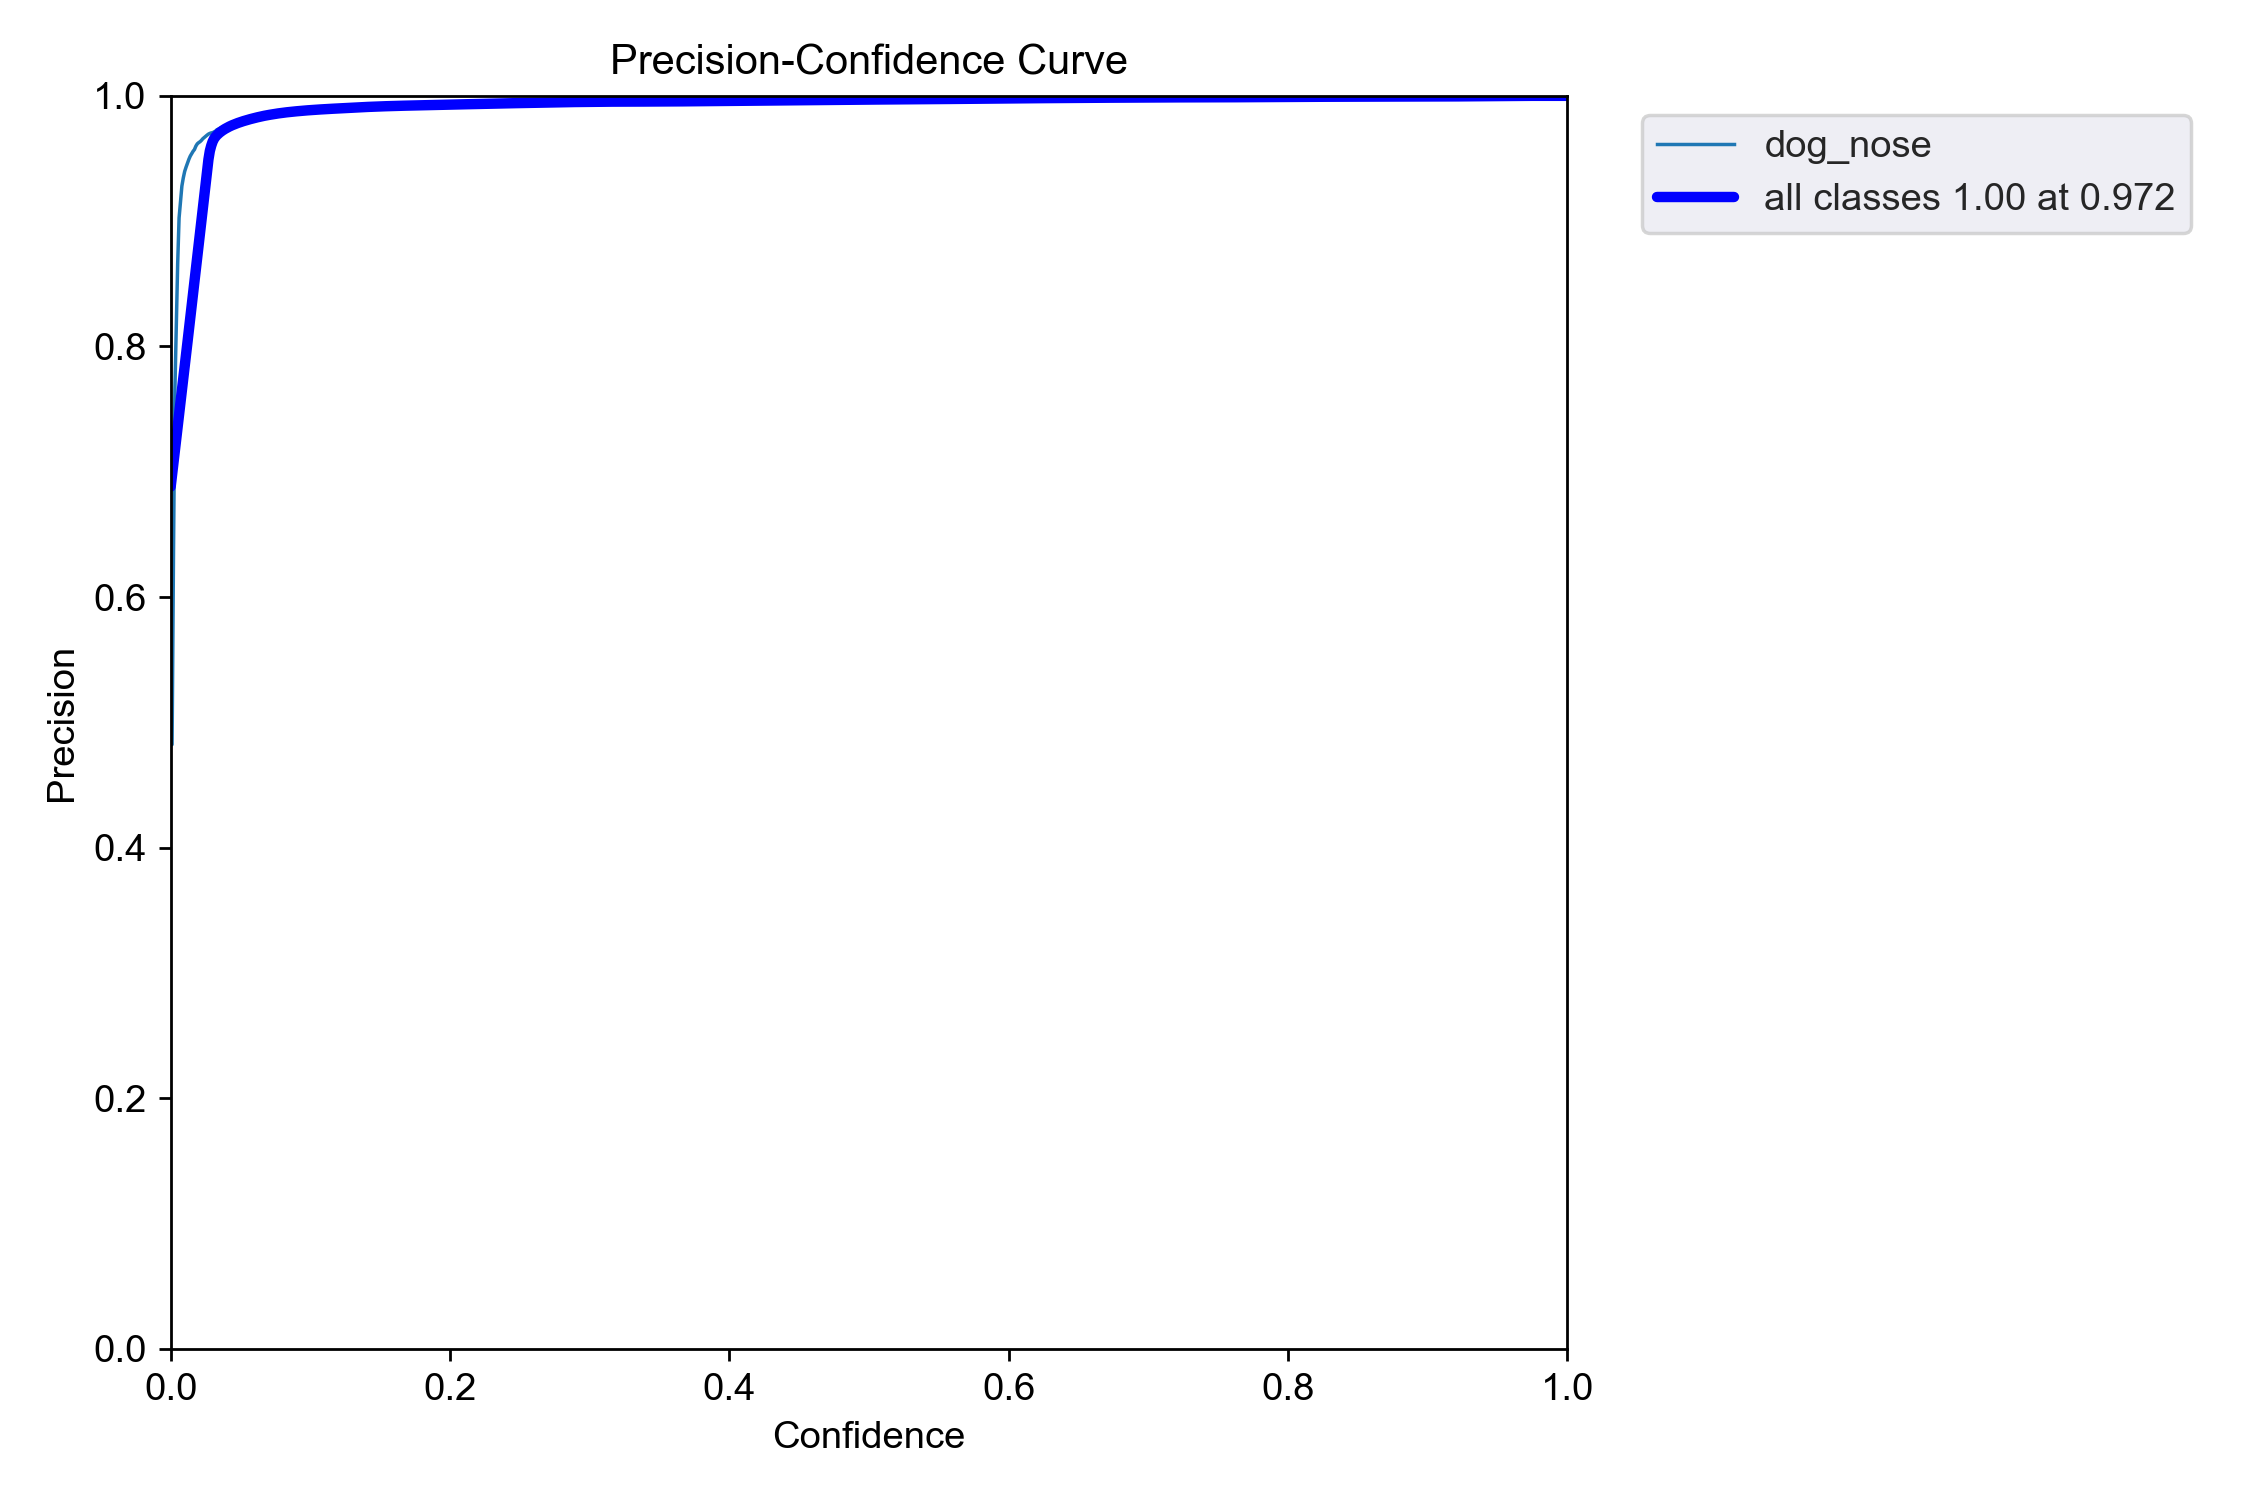 Precision-Confidence Curve
1.0
0.8
0.6
0.4
0.2
0.0
Precision
0.0 0.2 0.4 0.6 0.8 1.0
Confidence
dog_nose
all classes 1.00 at 0.972